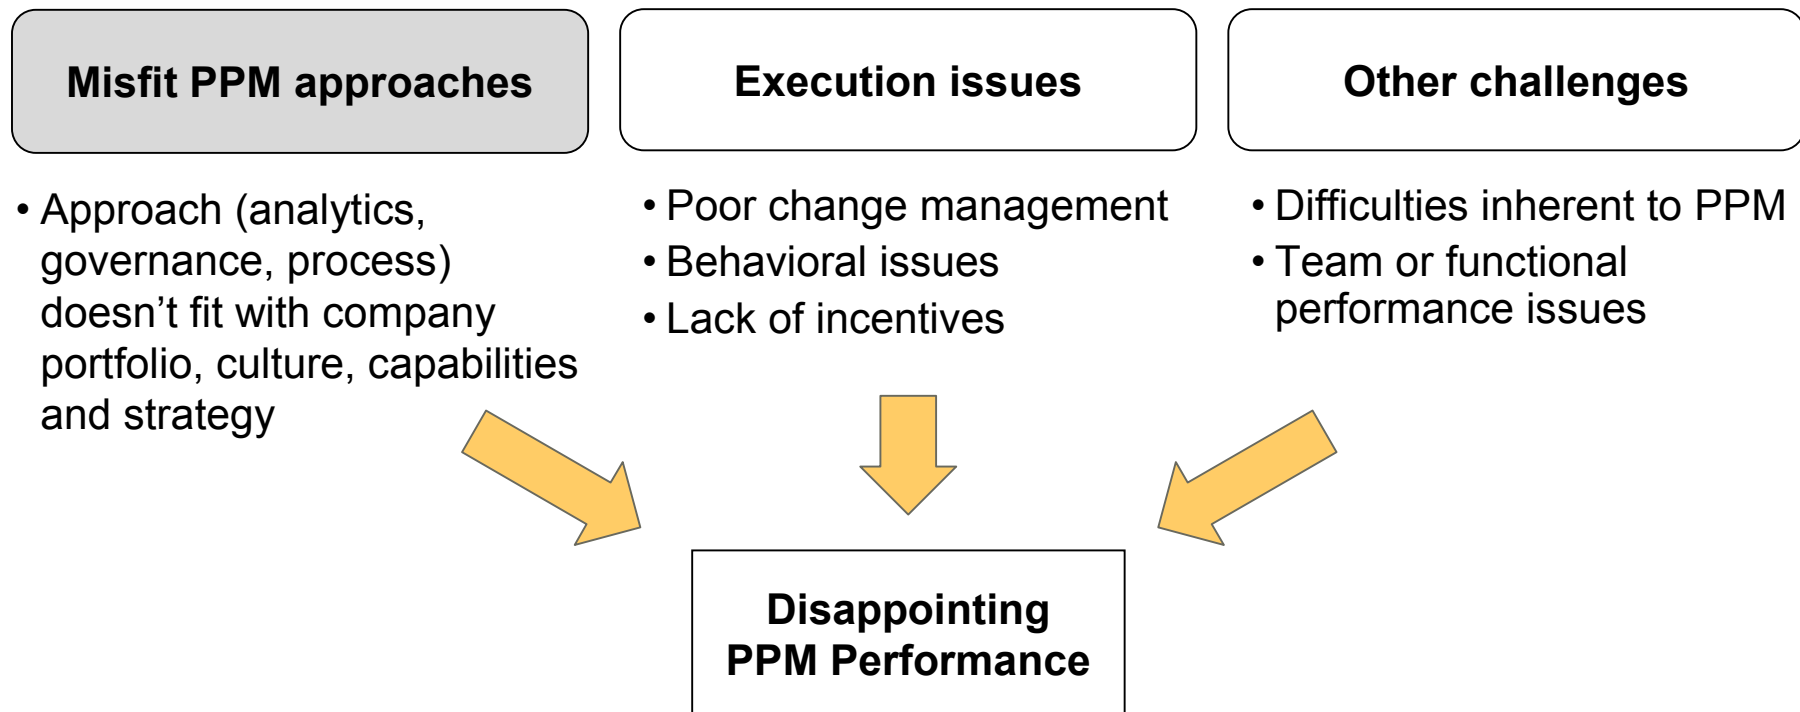 Misfit PPM approaches
Execution issues
Other challenges
• Approach (analytics,
governance, process)
doesn’t fit with company
portfolio, culture, capabilities
and strategy
• Poor change management
• Behavioral issues
• Lack of incentives
• Difficulties inherent to PPM
• Team or functional
performance issues
Disappointing
PPM Performance